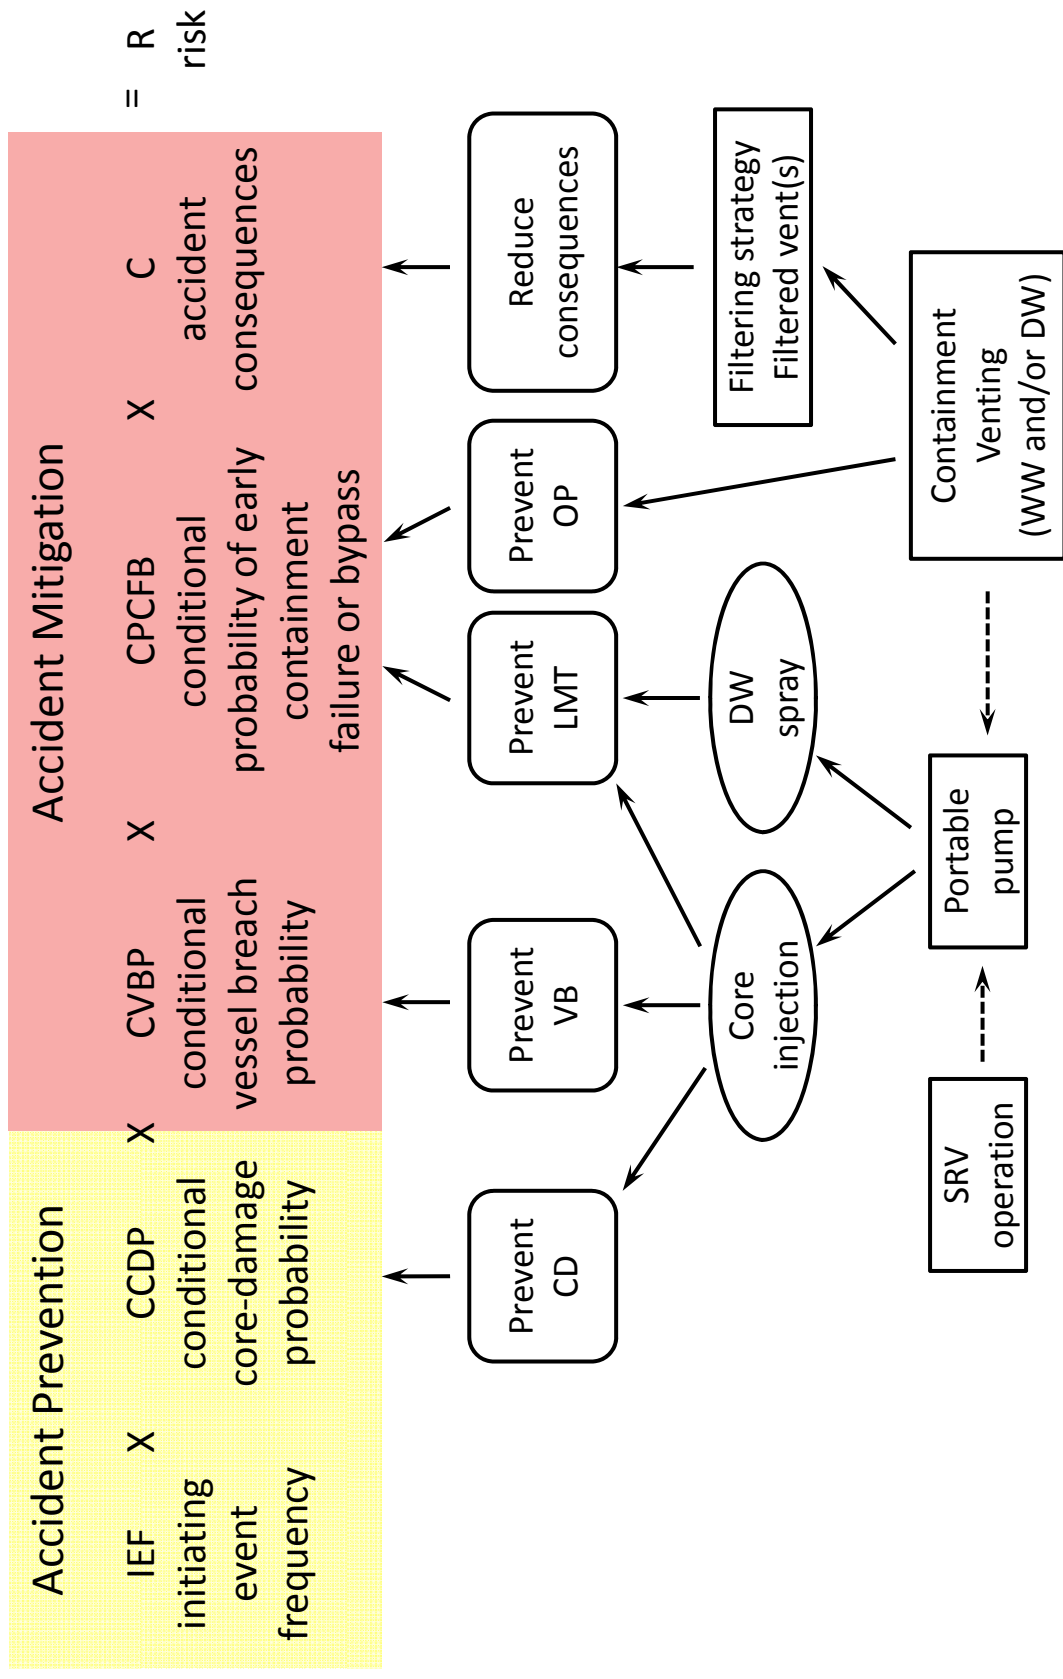 Accident Prevention
Accident Mitigation
IEF
initiating
event
frequency
X
CCDP
conditional
core-damage
probability
X
CVBP
conditional
vessel breach
probability
X
CPCFB
conditional
probability of early
containment
failure or bypass
X
C
accident
consequences
=
R
risk
Prevent
CD
Prevent
VB
Prevent
LMT
Prevent
OP
Reduce
consequences
Core
injection
DW
spray
Filtering strategy
Filtered vent(s)
SRV
operation
Portable
pump
Containment
Venting
(WW and/or DW)